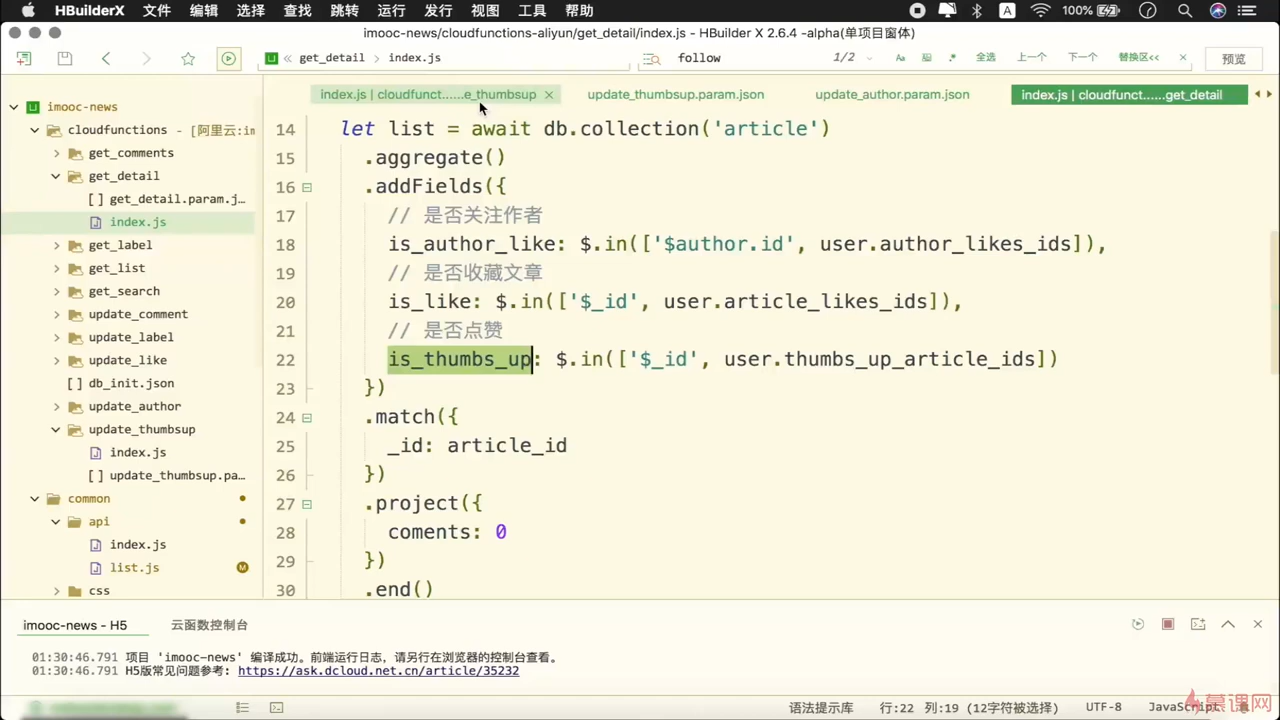 HBuilderX 文件 编辑 选择 查找 跳转 运行 发行 视图 工具 帮助 A 100%
imooc-news/cloudfunctions-aliyun/get_detail/index.js - HBuilder X 2.6.4 -alpha(单项目窗体)
get_detail index.js follow 1/2 Aa .* 全选 上一个 下一个 替换区<< 预览
index.js | cloudfunct......e_thumbsup update_thumbsup.param.json update_author.param.json index.js | cloudfunct......get_detail
imooc-news
cloudfunctions - [阿里云:im
get_comments
get_detail
[ ] get_detail.param.j…
index.js
get_label
get_list
get_search
update_comment
update_label
update_like
[ ] db_init.json
update_author
update_thumbsup
index.js
[ ] update_thumbsup.pa…
common
api
index.js
list.js M
css
14 let list = await db.collection('article')
15 .aggregate()
16 .addFields({
17 // 是否关注作者
18 is_author_like: $.in(['$author.id', user.author_likes_ids]),
19 // 是否收藏文章
20 is_like: $.in(['$_id', user.article_likes_ids]),
21 // 是否点赞
22 is_thumbs_up: $.in(['$_id', user.thumbs_up_article_ids])
23 })
24 .match({
25 _id: article_id
26 })
27 .project({
28 coments: 0
29 })
30 .end()
imooc-news - H5 云函数控制台
01:30:46.791 项目 'imooc-news' 编译成功。前端运行日志，请另行在浏览器的控制台查看。
01:30:46.791 H5版常见问题参考: https://ask.dcloud.net.cn/article/35232
语法提示库 行:22 列:19 (12字符被选择) UTF-8 JavaScript
慕课网